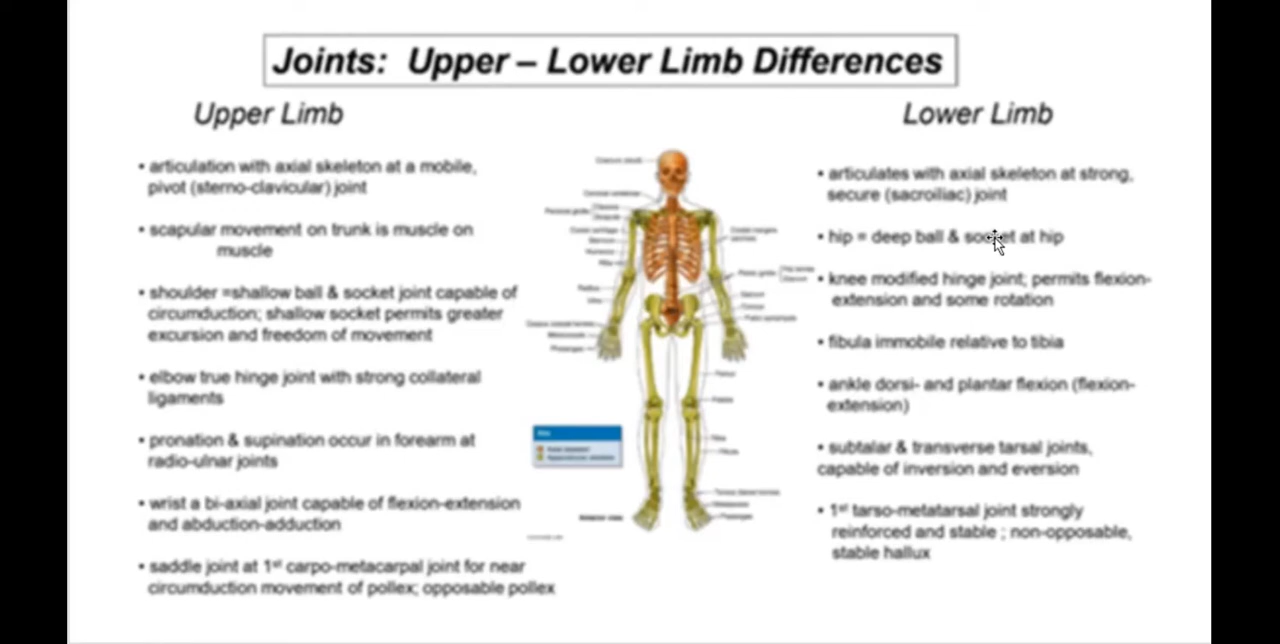 Joints: Upper – Lower Limb Differences
Upper Limb
• articulation with axial skeleton at a mobile,
pivot (sterno-clavicular) joint
• scapular movement on trunk is muscle on
muscle
• shoulder =shallow ball & socket joint capable of
circumduction; shallow socket permits greater
excursion and freedom of movement
• elbow true hinge joint with strong collateral
ligaments
• pronation & supination occur in forearm at
radio-ulnar joints
• wrist a bi-axial joint capable of flexion-extension
and abduction-adduction
• saddle joint at 1st carpo-metacarpal joint for near
circumduction movement of pollex; opposable pollex
Lower Limb
• articulates with axial skeleton at strong,
secure (sacroiliac) joint
• hip = deep ball & socket at hip
• knee modified hinge joint; permits flexion-
extension and some rotation
• fibula immobile relative to tibia
• ankle dorsi- and plantar flexion (flexion-
extension)
• subtalar & transverse tarsal joints,
capable of inversion and eversion
• 1st tarso-metatarsal joint strongly
reinforced and stable ; non-opposable,
stable hallux